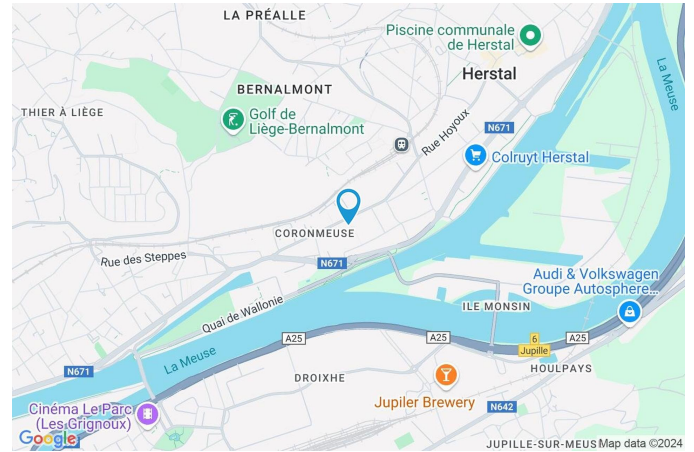 LA PRÉALLE
Piscine communale
de Herstal
Herstal
La Meuse
BERNALMONT
THIER À LIÈGE
Golf de
Liège-Bernalmont
Rue Hoyoux
N671
Colruyt Herstal
CORONMEUSE
Rue des Steppes
N671
Audi & Volkswagen
Groupe Autosphere...
Quai de Wallonie
ILE MONSIN
A25
A25
6
A25
Jupille
La Meuse
N671
DROIXHE
HOULPAYS
Jupiler Brewery
Cinéma Le Parc
(Les Grignoux)
N642
Google
JUPILLE-SUR-MEUS
Map data ©2024